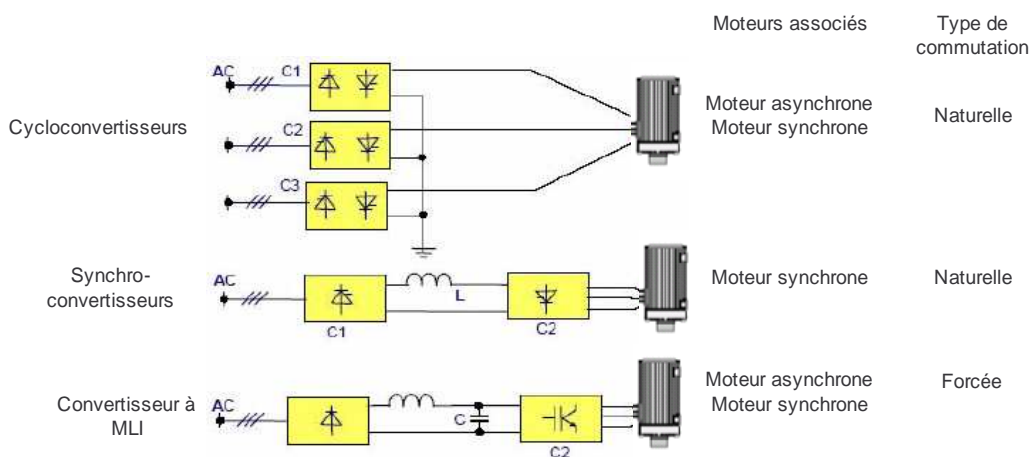 Moteurs associés
Type de
commutation
AC
C1
Cycloconvertisseurs
C2
C3
Moteur asynchrone
Moteur synchrone
Naturelle
Synchro-
convertisseurs
AC
C1
L
C2
Moteur synchrone
Naturelle
Convertisseur à
MLI
AC
C
C2
Moteur asynchrone
Moteur synchrone
Forcée